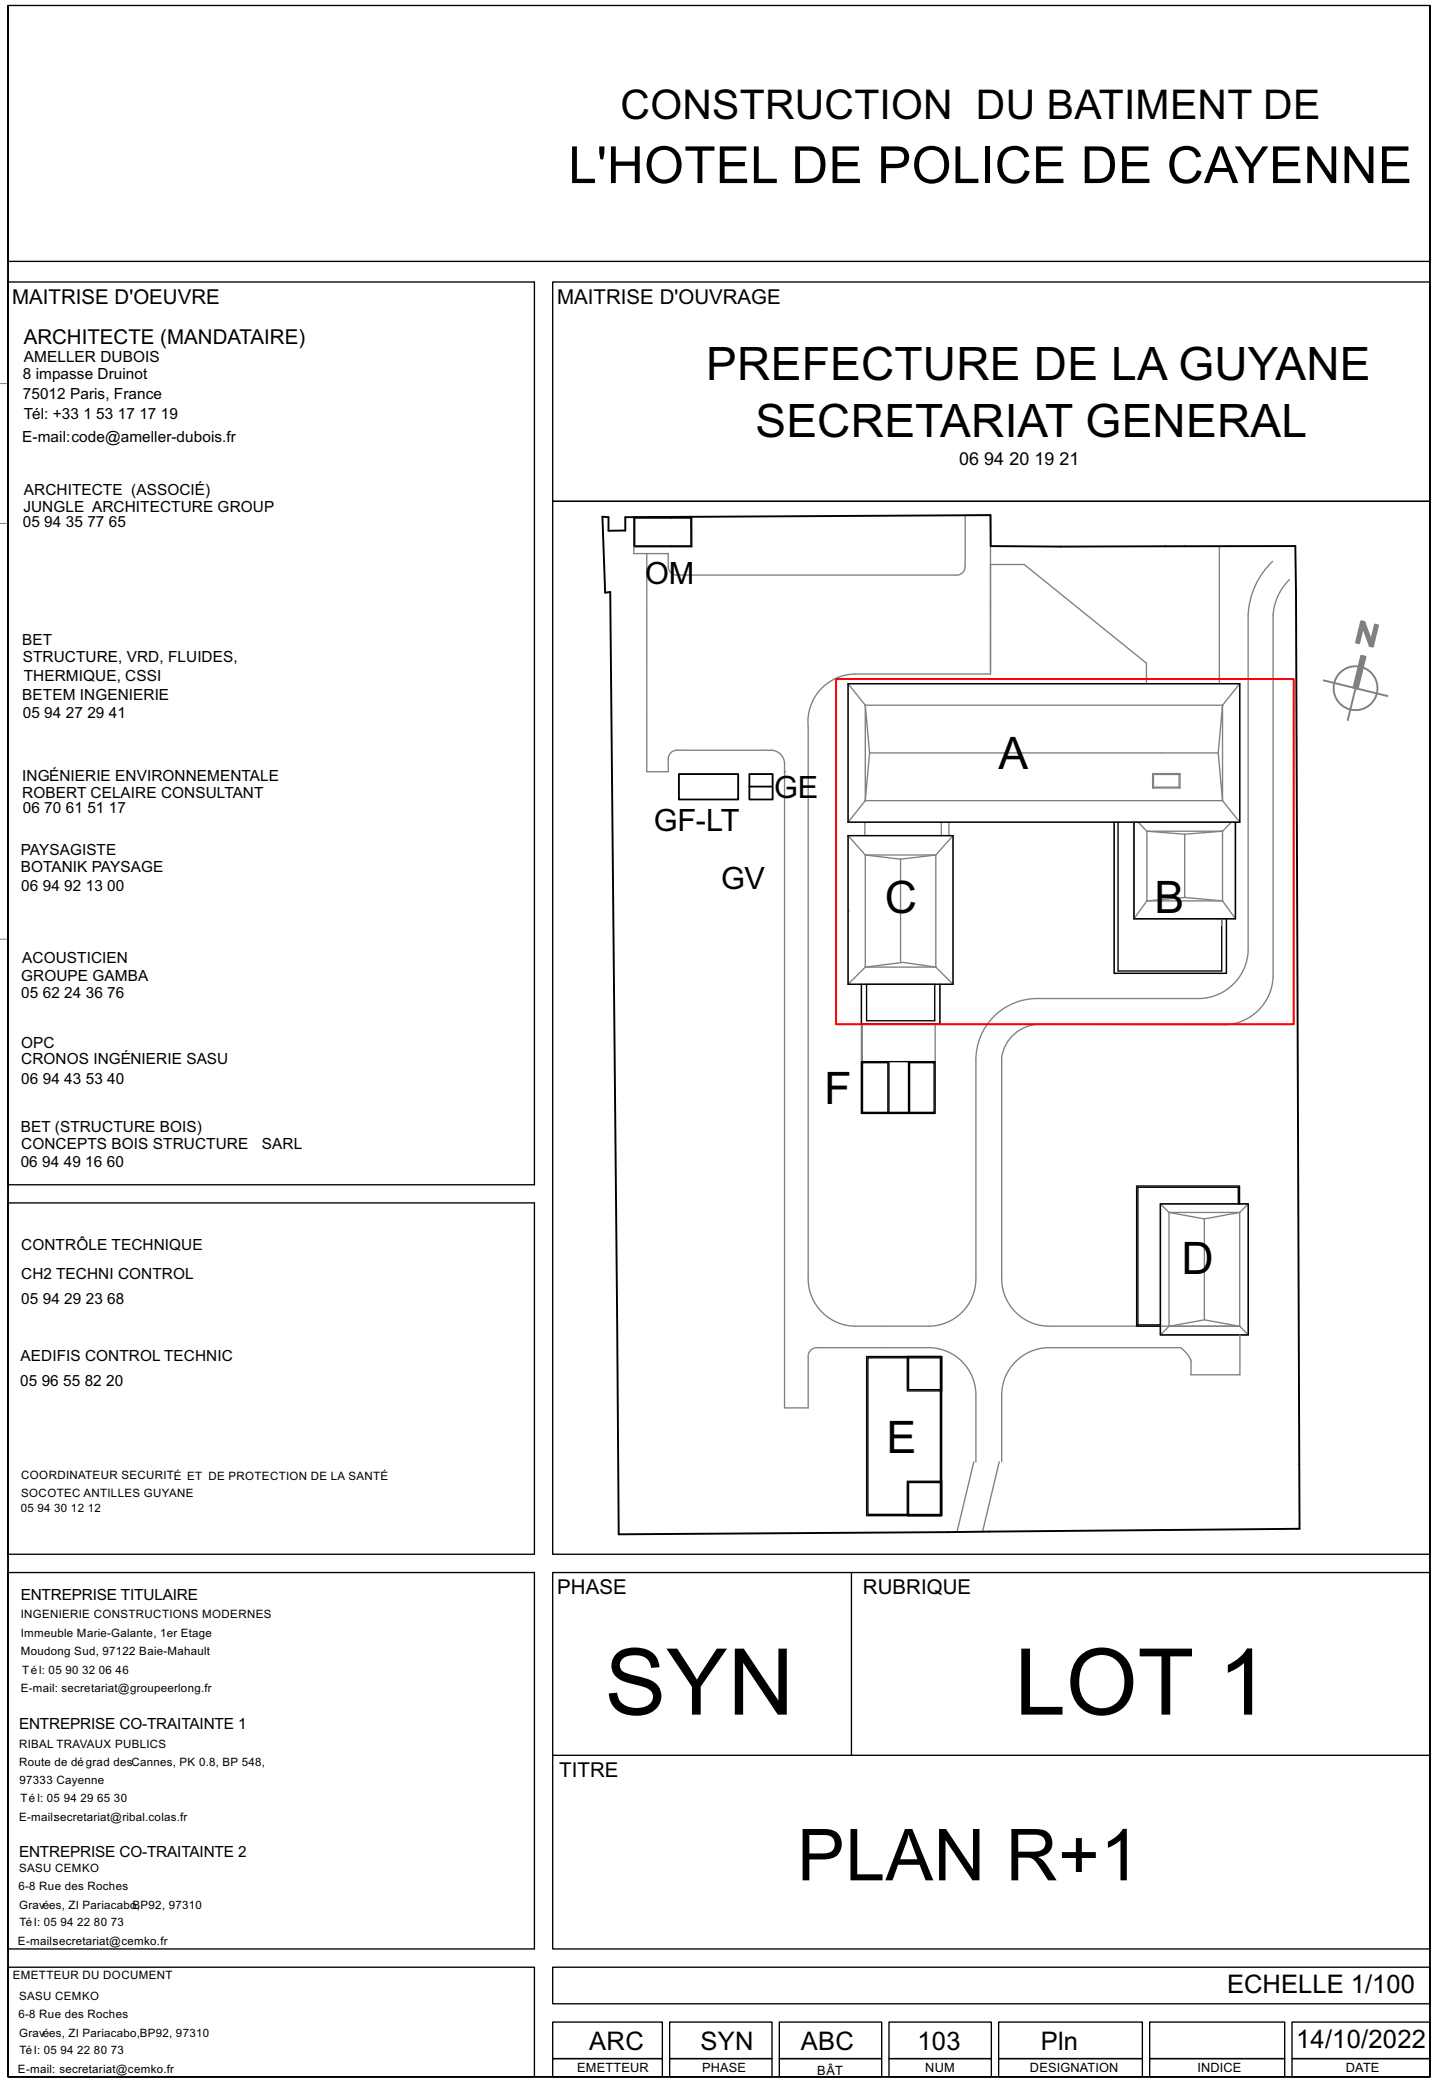 CONSTRUCTION  DU BATIMENT DE
L'HOTEL DE POLICE DE CAYENNE
MAITRISE D'OEUVRE
ARCHITECTE (MANDATAIRE)
AMELLER DUBOIS
8 impasse Druinot
75012 Paris, France
Tél: +33 1 53 17 17 19
E-mail: code@ameller-dubois.fr
ARCHITECTE  (ASSOCIÉ)
JUNGLE  ARCHITECTURE GROUP
05 94 35 77 65
BET
STRUCTURE, VRD, FLUIDES,
THERMIQUE, CSSI
BETEM INGENIERIE
05 94 27 29 41
INGÉNIERIE ENVIRONNEMENTALE
ROBERT CELAIRE CONSULTANT
06 70 61 51 17
PAYSAGISTE
BOTANIK PAYSAGE
06 94 92 13 00
ACOUSTICIEN
GROUPE GAMBA
05 62 24 36 76
OPC
CRONOS INGÉNIERIE SASU
06 94 43 53 40
BET (STRUCTURE BOIS)
CONCEPTS BOIS STRUCTURE   SARL
06 94 49 16 60
CONTRÔLE TECHNIQUE
CH2 TECHNI CONTROL
05 94 29 23 68
AEDIFIS CONTROL TECHNIC
05 96 55 82 20
COORDINATEUR SECURITÉ ET  DE PROTECTION DE LA SANTÉ
SOCOTEC ANTILLES GUYANE
05 94 30 12 12
ENTREPRISE TITULAIRE
INGENIERIE CONSTRUCTIONS MODERNES
Immeuble Marie-Galante, 1er Etage
Moudong Sud, 97122 Baie-Mahault
Tél: 05 90 32 06 46
E-mail: secretariat@groupeerlong.fr
ENTREPRISE CO-TRAITAINTE 1
RIBAL TRAVAUX PUBLICS
Route de dégrad desCannes, PK 0.8, BP 548,
97333 Cayenne
Tél: 05 94 29 65 30
E-mailsecretariat@ribal.colas.fr
ENTREPRISE CO-TRAITAINTE 2
SASU CEMKO
6-8 Rue des Roches
Gravées, ZI Pariacabo,BP92, 97310
Tél: 05 94 22 80 73
E-mailsecretariat@cemko.fr
EMETTEUR DU DOCUMENT
SASU CEMKO
6-8 Rue des Roches
Gravées, ZI Pariacabo,BP92, 97310
Tél: 05 94 22 80 73
E-mail: secretariat@cemko.fr
MAITRISE D'OUVRAGE
PREFECTURE DE LA GUYANE
SECRETARIAT GENERAL
06 94 20 19 21
OM
N
A
GE
GF-LT
GV
C
B
F
D
E
PHASE
SYN
RUBRIQUE
LOT 1
TITRE
PLAN R+1
ECHELLE 1/100
ARC SYN ABC 103 Pln 14/10/2022
EMETTEUR PHASE BÂT NUM DESIGNATION INDICE DATE